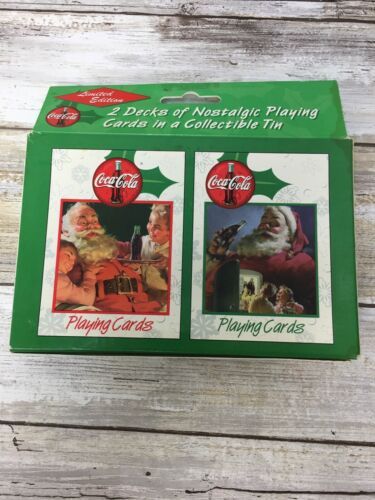 Limited
Edition
Coca-Cola
2 Decks of Nostalgic Playing
Cards in a Collectible Tin
Coca-Cola
Playing Cards
Coca-Cola
Playing Cards